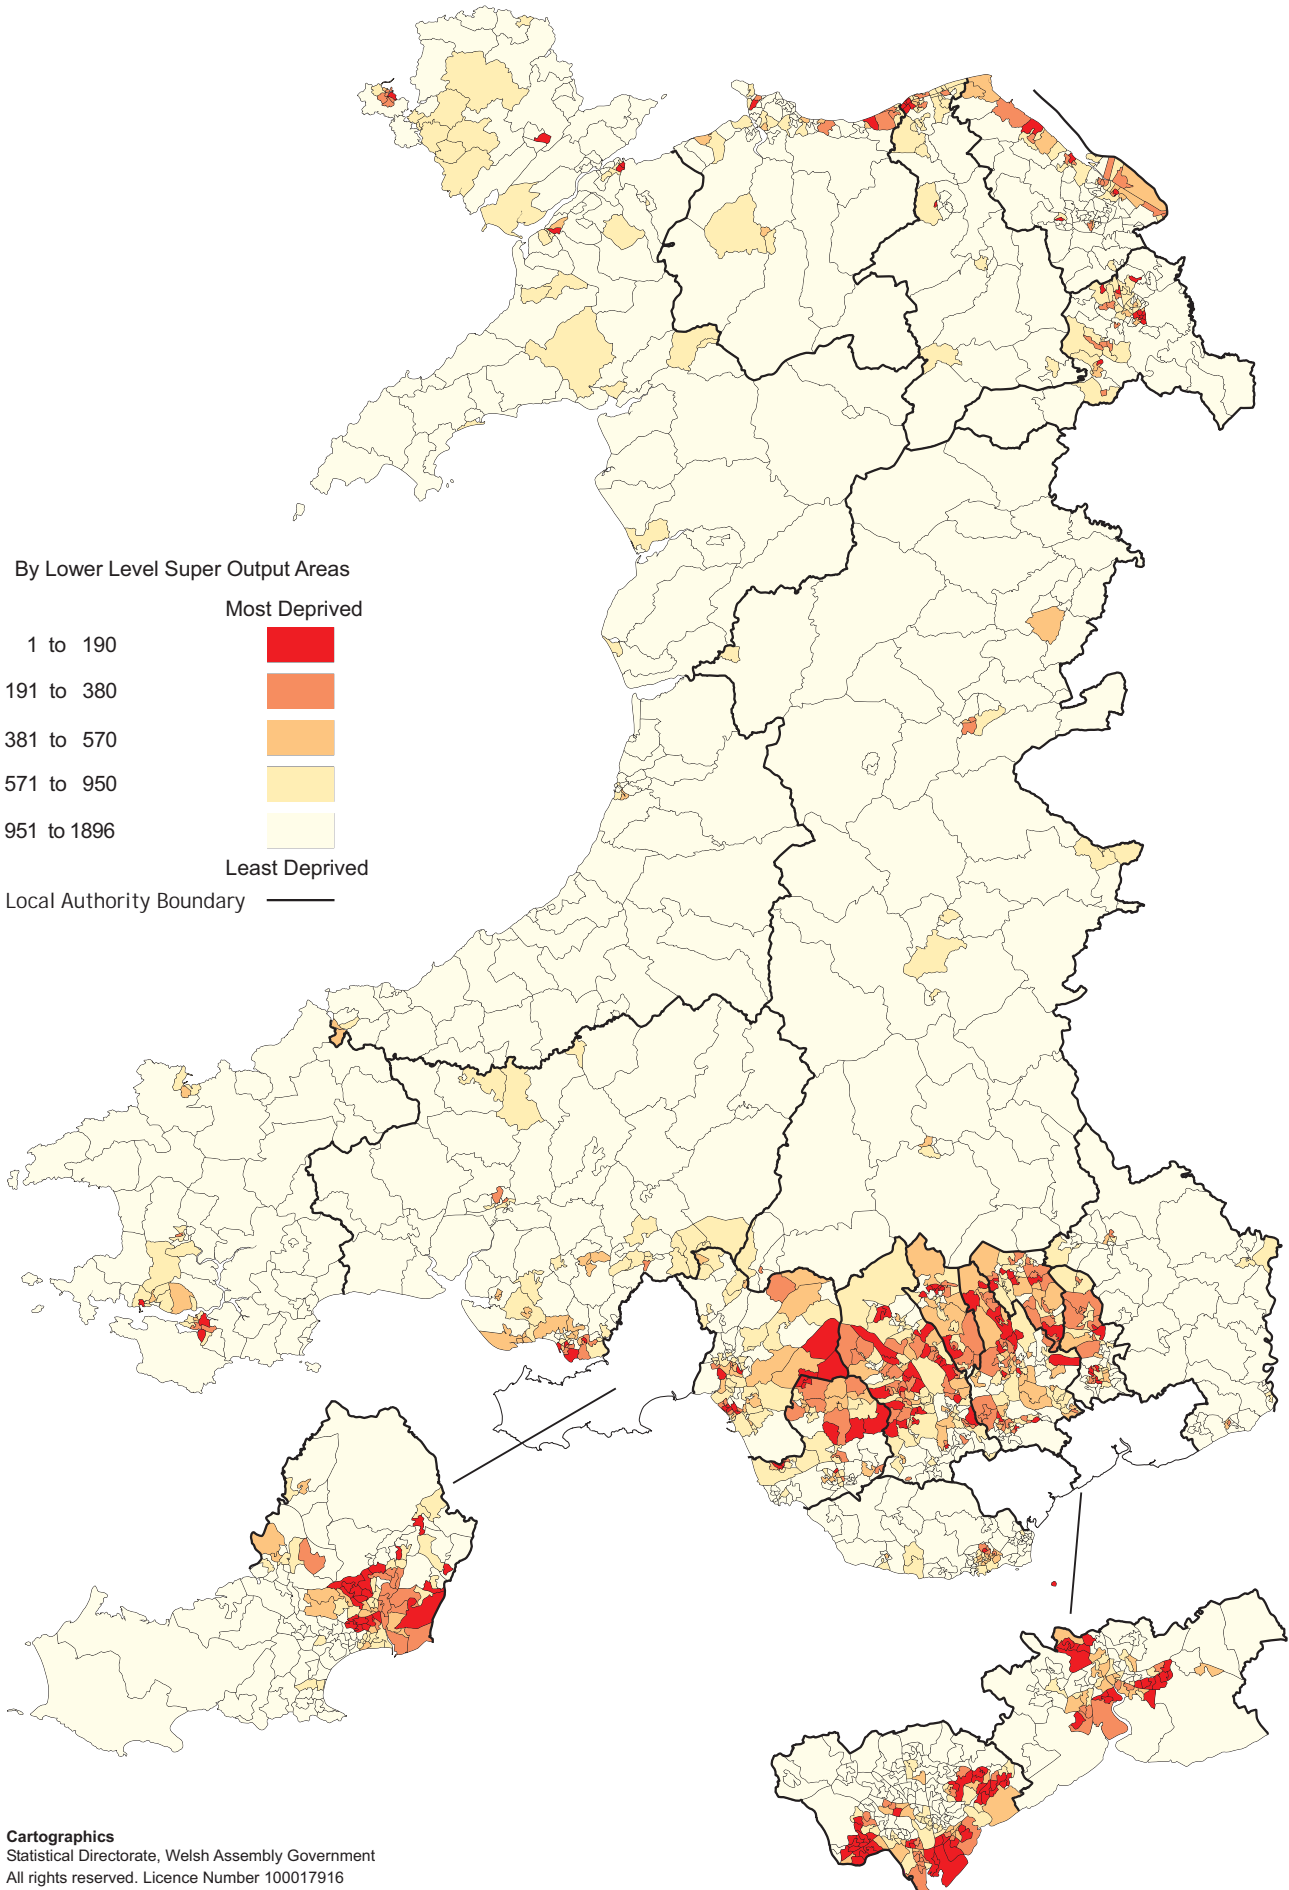 By Lower Level Super Output Areas
Most Deprived
1 to 190
191 to 380
381 to 570
571 to 950
951 to 1896
Least Deprived
Local Authority Boundary
Cartographics
Statistical Directorate, Welsh Assembly Government
All rights reserved. Licence Number 100017916